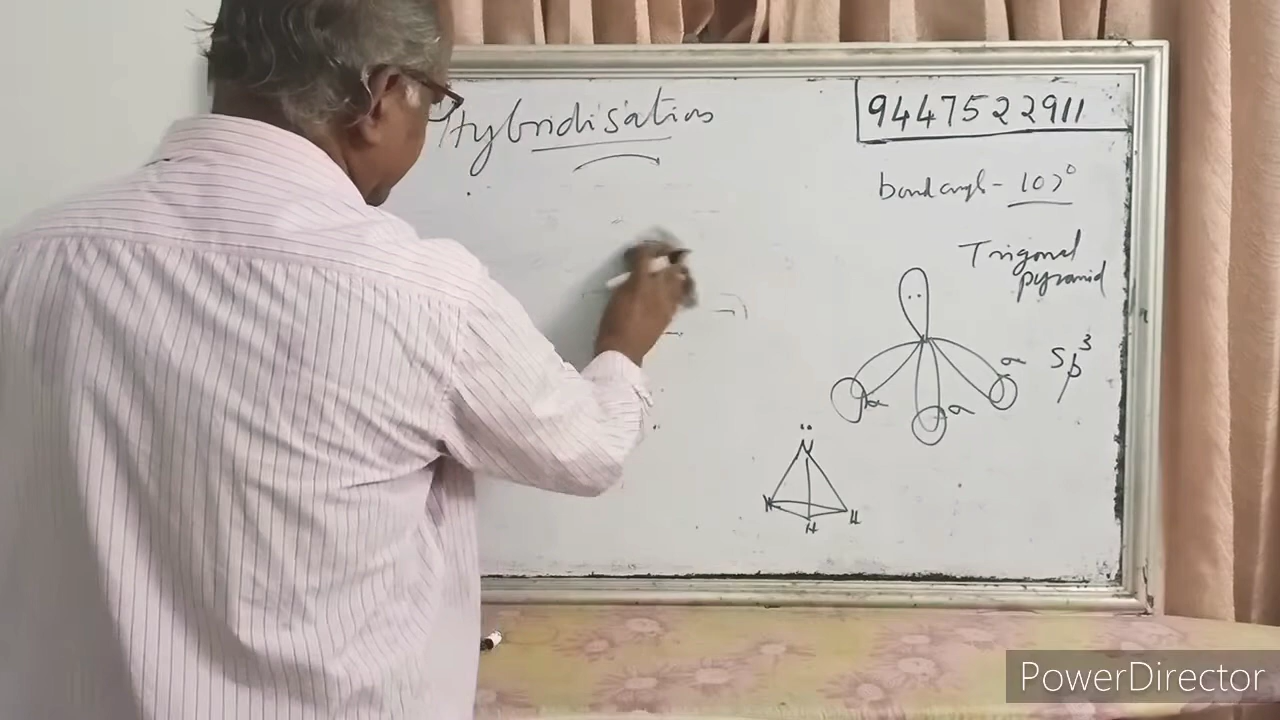 Hybridisation
9447522911
bond angle - 107°
Trigonal
pyramid
..
σ
sp³
σ
σ
..
N
H
H
H
PowerDirector